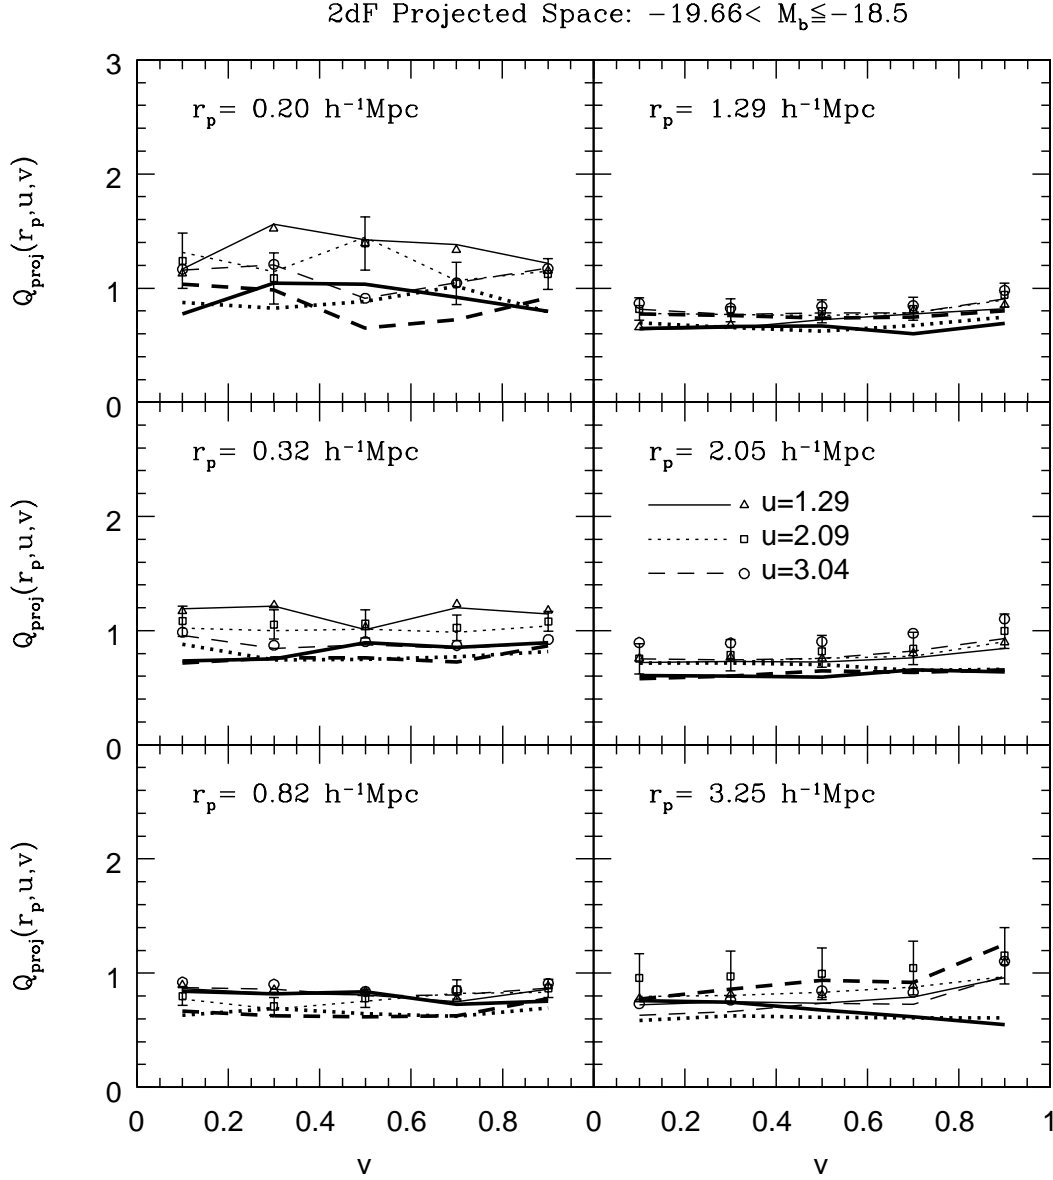 2dF Projected Space: −19.66< M_b≦−18.5
3
r_p= 0.20 h⁻¹Mpc
r_p= 1.29 h⁻¹Mpc
2
Q_proj(r_p,u,v)
1
0
r_p= 0.32 h⁻¹Mpc
r_p= 2.05 h⁻¹Mpc
u=1.29
2
Q_proj(r_p,u,v)
u=2.09
u=3.04
1
0
r_p= 0.82 h⁻¹Mpc
r_p= 3.25 h⁻¹Mpc
2
Q_proj(r_p,u,v)
1
0
0 0.2 0.4 0.6 0.8 0 0.2 0.4 0.6 0.8 1
v v